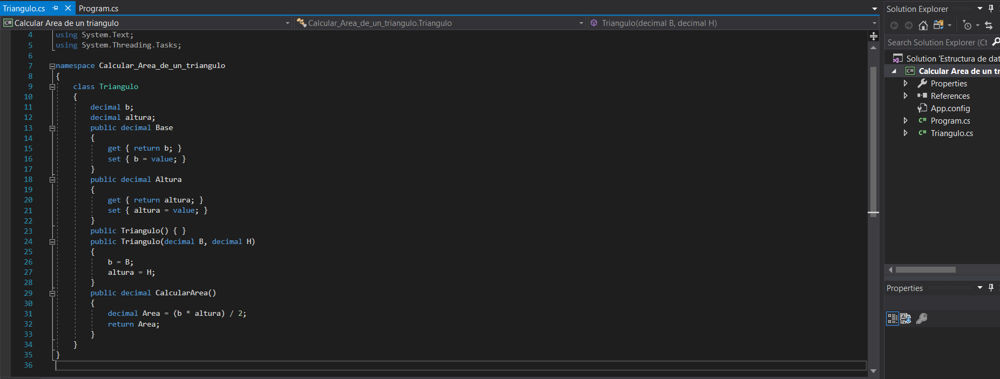 Triangulo.cs
Program.cs
Calcular Area de un triangulo
Calcular_Area_de_un_triangulo.Triangulo
Triangulo(decimal B, decimal H)
4 using System.Text;
5 using System.Threading.Tasks;
6
7 namespace Calcular_Area_de_un_triangulo
8 {
9 class Triangulo
10 {
11 decimal b;
12 decimal altura;
13 public decimal Base
14 {
15 get { return b; }
16 set { b = value; }
17 }
18 public decimal Altura
19 {
20 get { return altura; }
21 set { altura = value; }
22 }
23 public Triangulo() { }
24 public Triangulo(decimal B, decimal H)
25 {
26 b = B;
27 altura = H;
28 }
29 public decimal CalcularArea()
30 {
31 decimal Area = (b * altura) / 2;
32 return Area;
33 }
34 }
35 }
36
Solution Explorer
Search Solution Explorer (Ct
Solution 'Estructura de dat
C# Calcular Area de un tr
Properties
References
App.config
C# Program.cs
C# Triangulo.cs
Properties